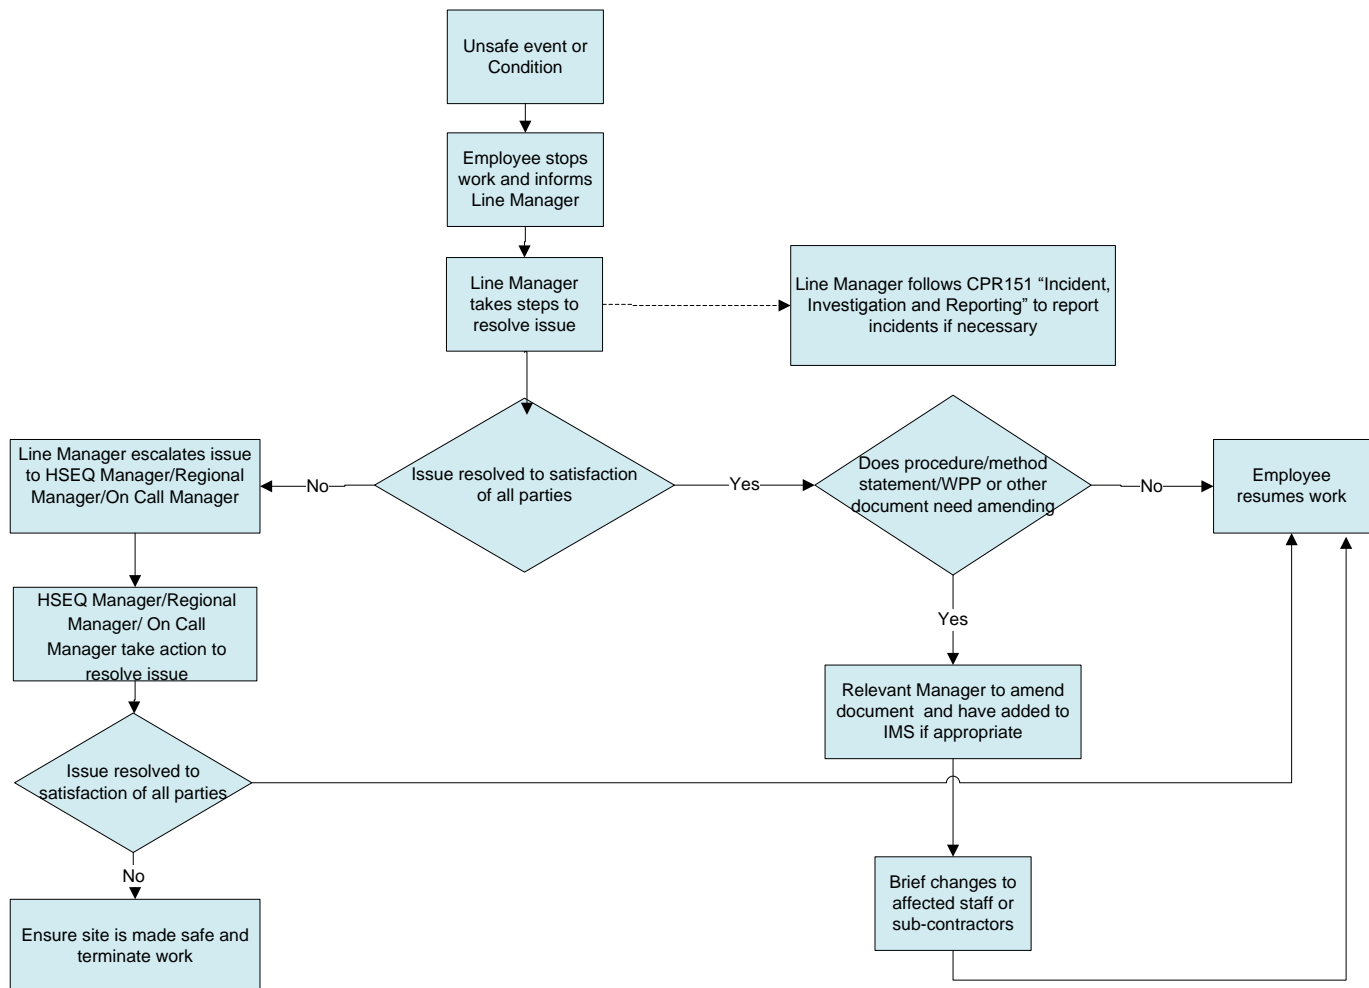 Unsafe event or
Condition
Employee stops
work and informs
Line Manager
Line Manager
takes steps to
resolve issue
Line Manager follows CPR151 “Incident,
Investigation and Reporting” to report
incidents if necessary
Line Manager escalates issue
to HSEQ Manager/Regional
Manager/On Call Manager
No
Issue resolved to satisfaction
of all parties
Yes
Does procedure/method
statement/WPP or other
document need amending
No
Employee
resumes work
HSEQ Manager/Regional
Manager/ On Call
Manager take action to
resolve issue
Yes
Relevant Manager to amend
document  and have added to
IMS if appropriate
Issue resolved to
satisfaction of all parties
No
Brief changes to
affected staff or
sub-contractors
Ensure site is made safe and
terminate work